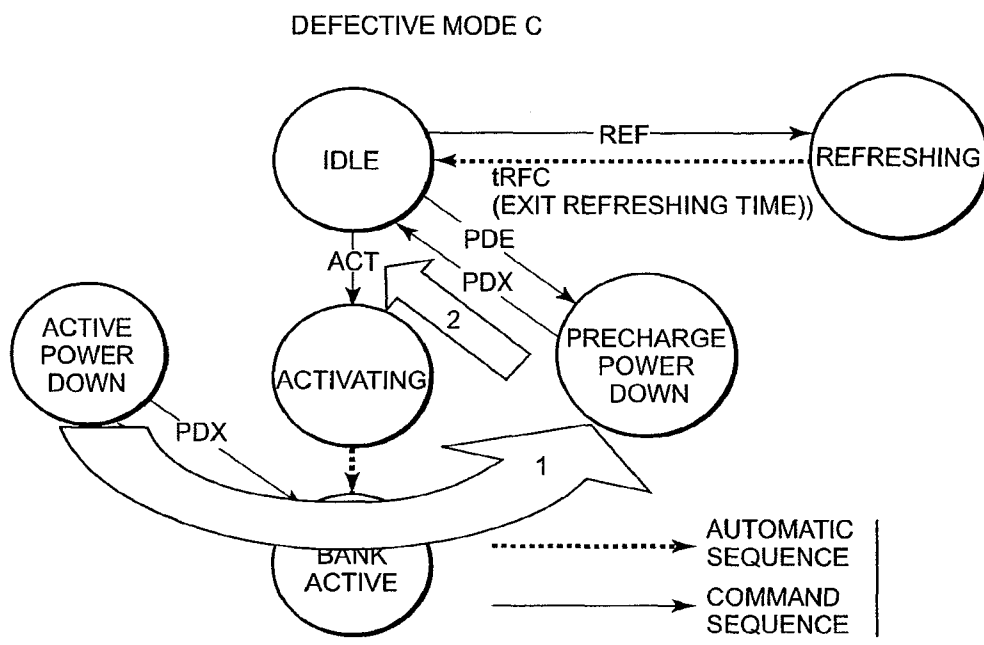 DEFECTIVE MODE C
IDLE
REF
REFRESHING
tRFC
(EXIT REFRESHING TIME))
PDE
PDX
ACT
2
ACTIVE
POWER
DOWN
ACTIVATING
PRECHARGE
POWER
DOWN
PDX
1
BANK
ACTIVE
AUTOMATIC
SEQUENCE
COMMAND
SEQUENCE